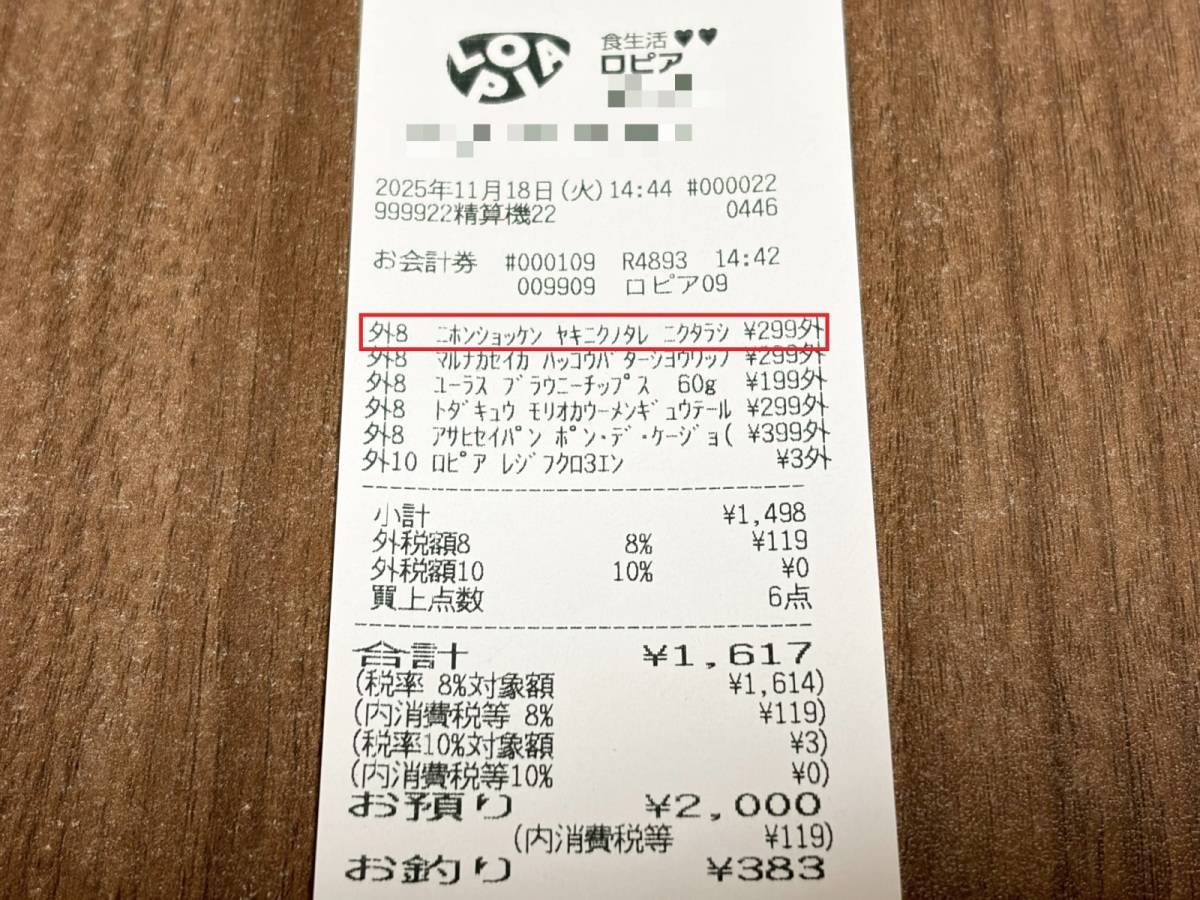 LOPIA
食生活♥♥
ロピア
2025年11月18日(火)14:44 #000022
999922精算機22 0446
お会計券 #000109 R4893 14:42
009909 ロピア09
外8 ニホンショッケン ヤキニクノタレ ニクタラシ ¥299外
外8 マルナカセイカ ハッコウバターショウワッフ ¥299外
外8 ユーラス ブラウニーチップス 60g ¥199外
外8 トダキュウ モリオカウーメンギュウテール ¥299外
外8 アサヒセイパン ポン・デ・ケージョ( ¥399外
外10 ロピア レジフクロ3エン ¥3外
小計 ¥1,498
外税額8 8% ¥119
外税額10 10% ¥0
買上点数 6点
合計 ¥1,617
(税率 8%対象額 ¥1,614)
(内消費税等 8% ¥119)
(税率10%対象額 ¥3)
(内消費税等10% ¥0)
お預り ¥2,000
(内消費税等 ¥119)
お釣り ¥383